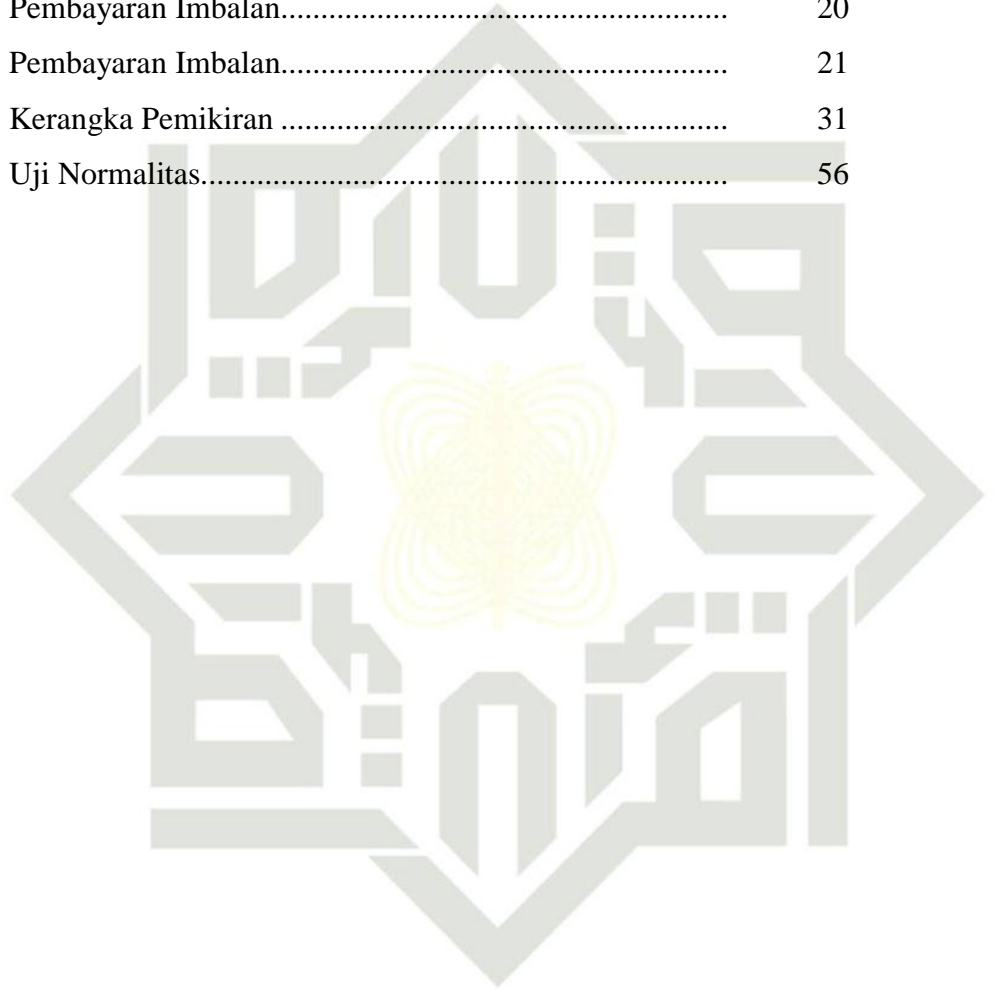 Pembayaran Imbalan........................................................ 20
Pembayaran Imbalan........................................................ 21
Kerangka Pemikiran ........................................................ 31
Uji Normalitas.................................................................. 56